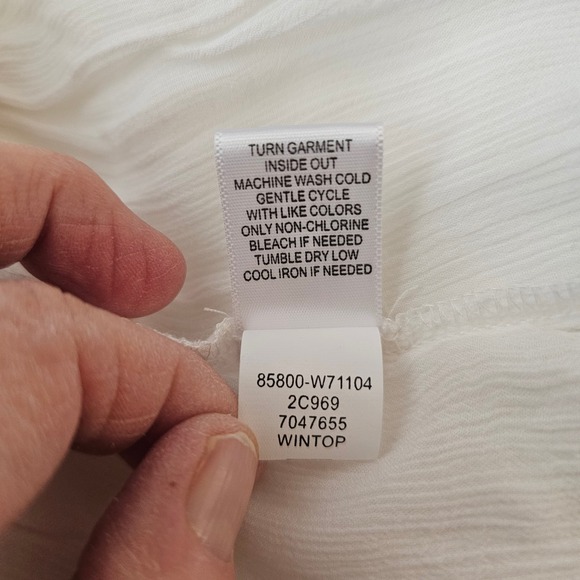 TURN GARMENT
INSIDE OUT
MACHINE WASH COLD
GENTLE CYCLE
WITH LIKE COLORS
ONLY NON-CHLORINE
BLEACH IF NEEDED
TUMBLE DRY LOW
COOL IRON IF NEEDED
85800-W71104
2C969
7047655
WINTOP